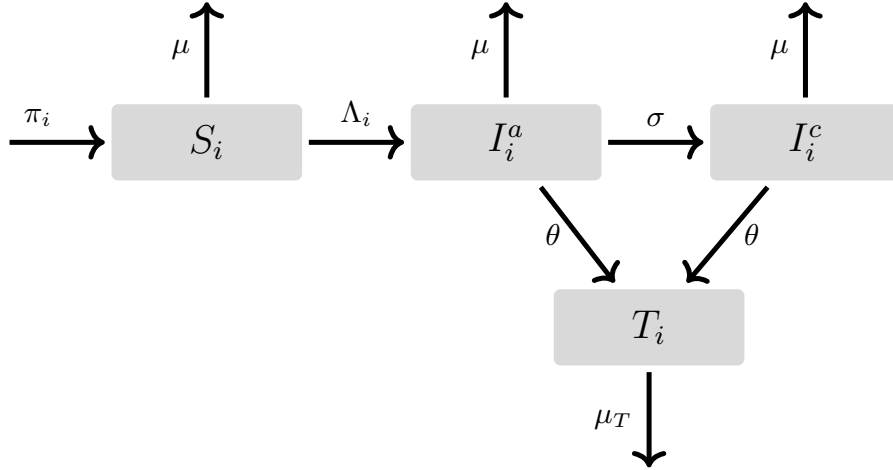 μ μ μ
π_i Λ_i σ
S_i I_i^a I_i^c
θ θ
T_i
μ_T